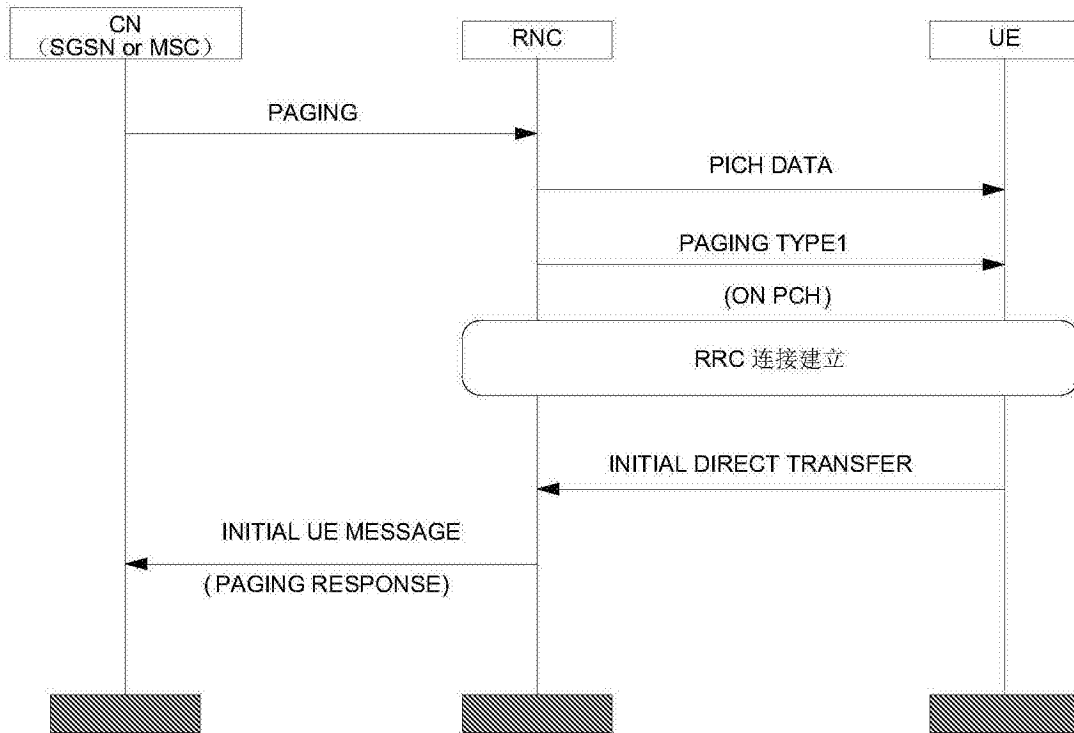 CN
（SGSN or MSC）
RNC
UE
PAGING
PICH DATA
PAGING TYPE1
(ON PCH)
RRC 连接建立
INITIAL DIRECT TRANSFER
INITIAL UE MESSAGE
(PAGING RESPONSE)